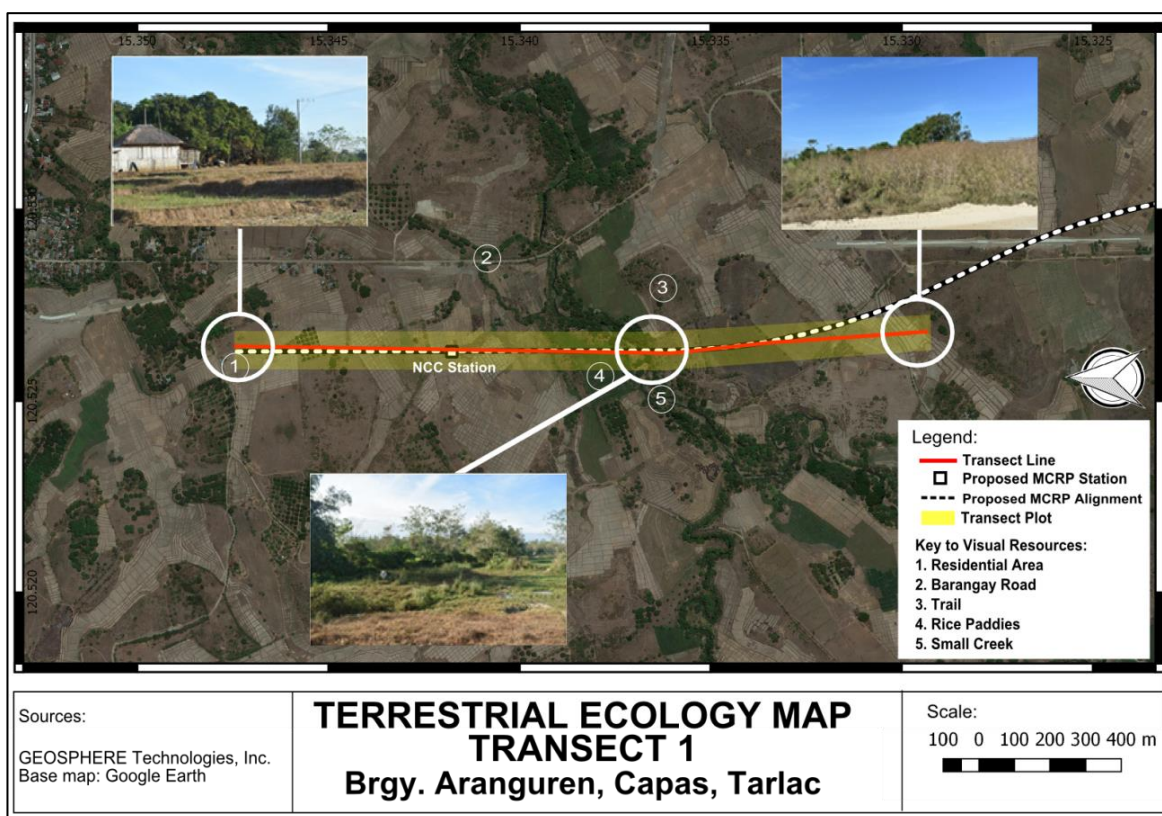 15.350 15.345 15.340 15.335 15.330 15.325
120.530
120.525
120.520
2
3
1
NCC Station
4
5
Legend:
Transect Line
Proposed MCRP Station
Proposed MCRP Alignment
Transect Plot
Key to Visual Resources:
1. Residential Area
2. Barangay Road
3. Trail
4. Rice Paddies
5. Small Creek
Sources:
GEOSPHERE Technologies, Inc.
Base map: Google Earth
TERRESTRIAL ECOLOGY MAP
TRANSECT 1
Brgy. Aranguren, Capas, Tarlac
Scale:
100 0 100 200 300 400 m